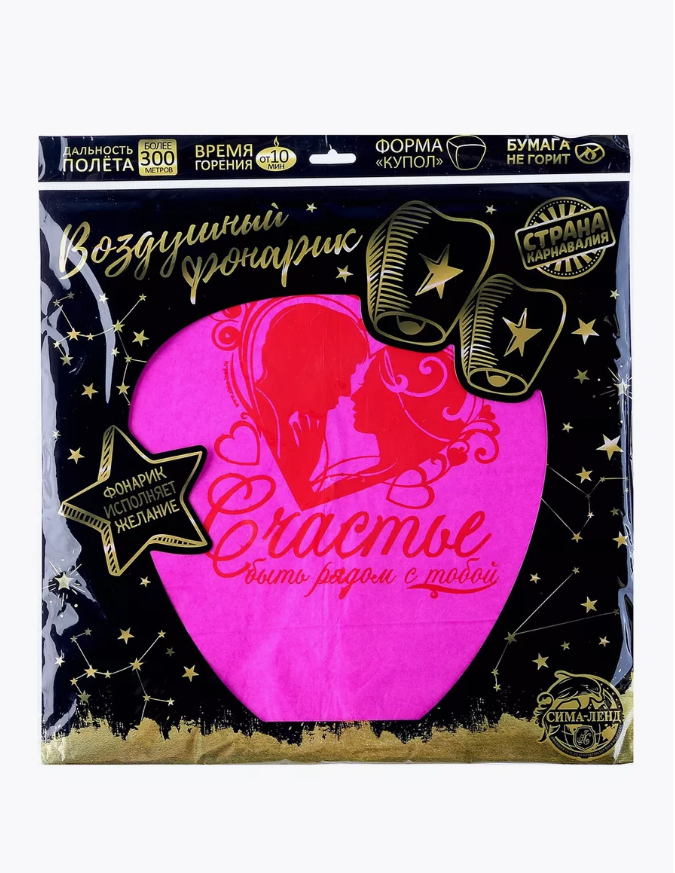 ДАЛЬНОСТЬ
ПОЛЁТА
БОЛЕЕ
300
МЕТРОВ
ВРЕМЯ
ГОРЕНИЯ
от 10
МИН
ФОРМА
«КУПОЛ»
БУМАГА
НЕ ГОРИТ
Воздушный
фонарик
СТРАНА
КАРНАВАЛИЯ
ФОНАРИК
ИСПОЛНЯЕТ
ЖЕЛАНИЕ
Счастье
быть рядом с тобой
СИМА-ЛЕНД